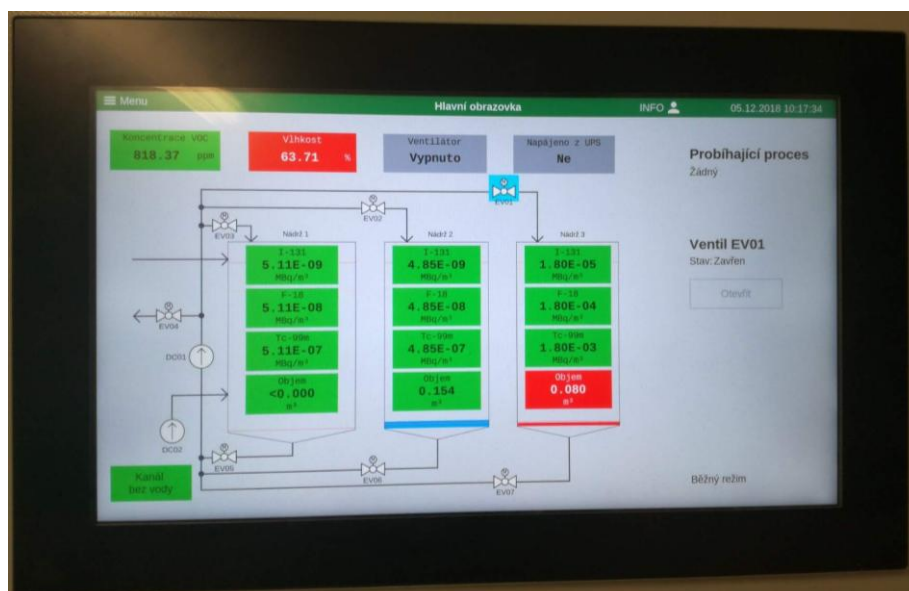 Menu
Hlavní obrazovka
INFO
05.12.2018 10:17:34
Koncentrace VOC
818.37 ppm
Vlhkost
63.71 %
Ventilátor
Vypnuto
Napájeno z UPS
Ne
Probíhající proces
Žádný
EV01
EV02
EV03
Nádrž 1
Nádrž 2
Nádrž 3
Ventil EV01
Stav: Zavřen
Otevřít
I-131
5.11E-09
MBq/m³
I-131
4.85E-09
MBq/m³
I-131
1.80E-05
MBq/m³
F-18
5.11E-08
MBq/m³
F-18
4.85E-08
MBq/m³
F-18
1.80E-04
MBq/m³
EV04
Tc-99m
5.11E-07
MBq/m³
Tc-99m
4.85E-07
MBq/m³
Tc-99m
1.80E-03
MBq/m³
DC01
Objem
<0.000
m³
Objem
0.154
m³
Objem
0.080
m³
DC02
EV05
EV06
EV07
Kanál
bez vody
Běžný režim